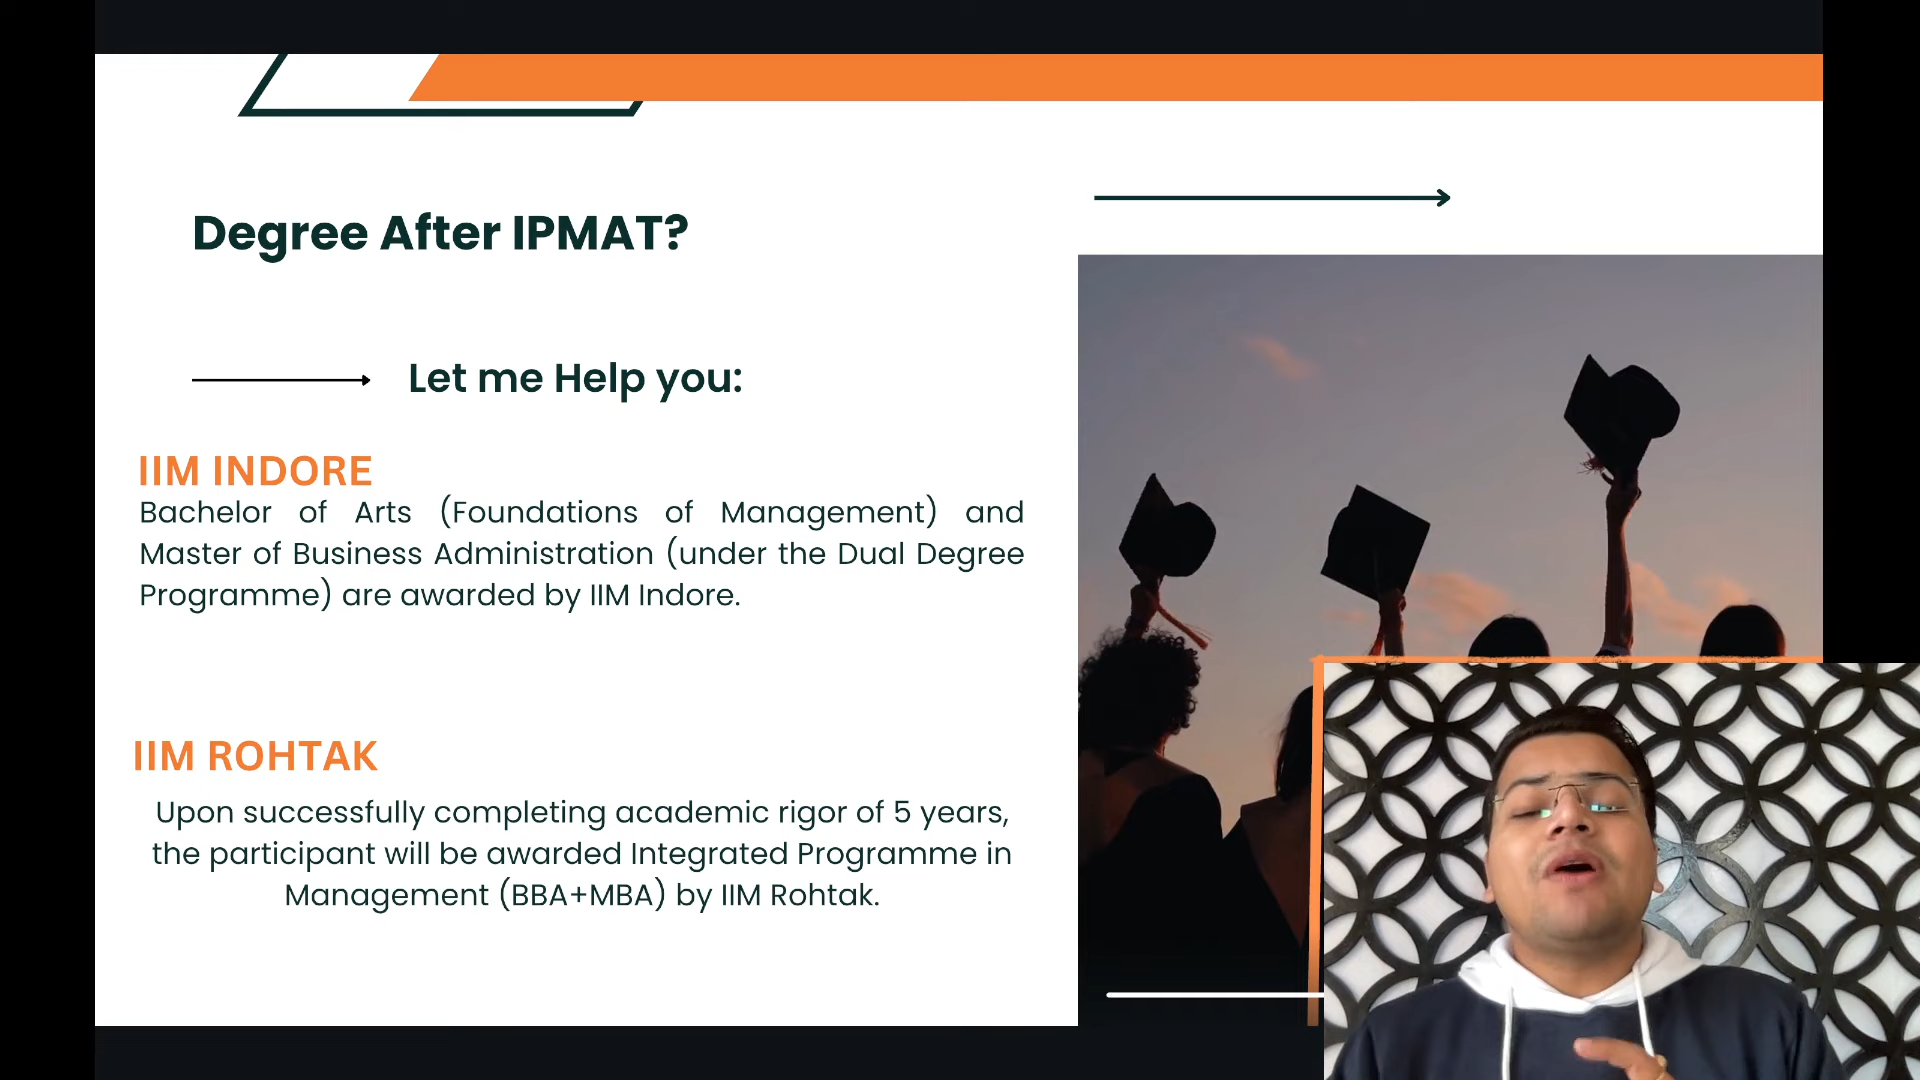 Degree After IPMAT?
Let me Help you:
IIM INDORE
Bachelor of Arts (Foundations of Management) and
Master of Business Administration (under the Dual Degree
Programme) are awarded by IIM Indore.
IIM ROHTAK
Upon successfully completing academic rigor of 5 years,
the participant will be awarded Integrated Programme in
Management (BBA+MBA) by IIM Rohtak.